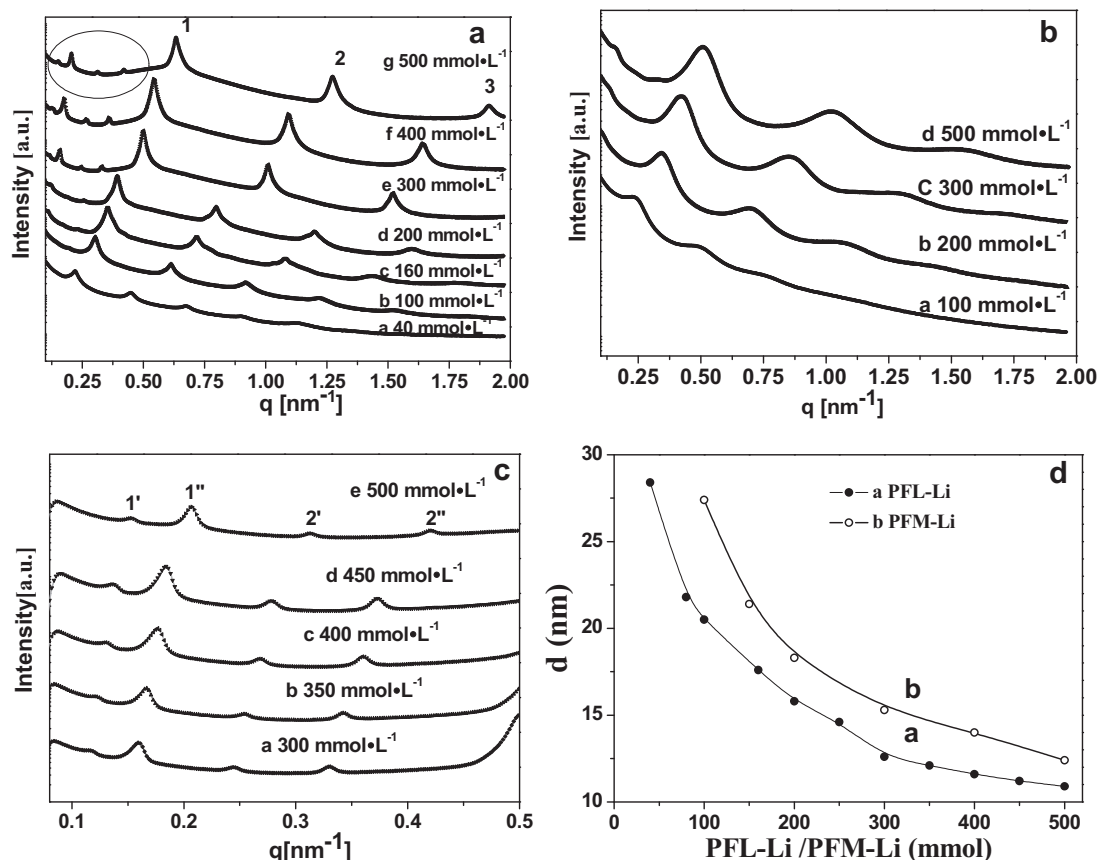 a
1
g 500 mmol•L-1
2
3
f 400 mmol•L-1
e 300 mmol•L-1
d 200 mmol•L-1
c 160 mmol•L-1
b 100 mmol•L-1
a 40 mmol•L-1
Intensity [a.u.]
0.25 0.50 0.75 1.00 1.25 1.50 1.75 2.00
q [nm-1]
b
d 500 mmol•L-1
C 300 mmol•L-1
b 200 mmol•L-1
a 100 mmol•L-1
Intensity [a.u.]
0.25 0.50 0.75 1.00 1.25 1.50 1.75 2.00
q [nm-1]
c
e 500 mmol•L-1
1' 1" 2' 2"
d 450 mmol•L-1
c 400 mmol•L-1
b 350 mmol•L-1
a 300 mmol•L-1
Intensity[a.u.]
0.1 0.2 0.3 0.4 0.5
q[nm-1]
d
a PFL-Li
b PFM-Li
b
a
30
25
20
15
10
d (nm)
0 100 200 300 400 500
PFL-Li /PFM-Li (mmol)